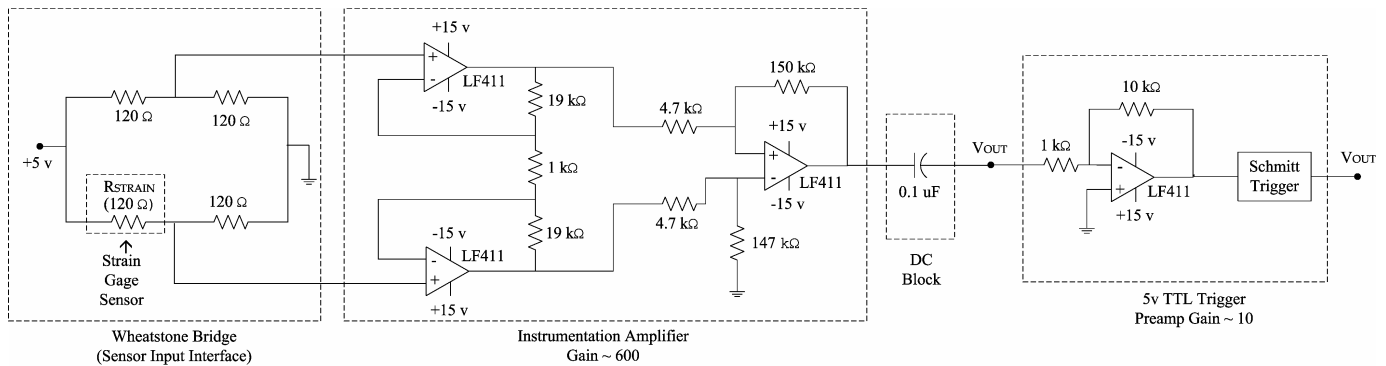 +5 v
120 Ω
120 Ω
RSTRAIN
(120 Ω)
120 Ω
Strain
Gage
Sensor
Wheatstone Bridge
(Sensor Input Interface)
+15 v
+
-
LF411
-15 v
19 kΩ
1 kΩ
19 kΩ
-15 v
-
+
LF411
+15 v
4.7 kΩ
4.7 kΩ
150 kΩ
+15 v
+
-
LF411
-15 v
147 kΩ
Instrumentation Amplifier
Gain ~ 600
0.1 uF
DC
Block
VOUT
1 kΩ
10 kΩ
-15 v
-
+
LF411
+15 v
Schmitt
Trigger
VOUT
5v TTL Trigger
Preamp Gain ~ 10